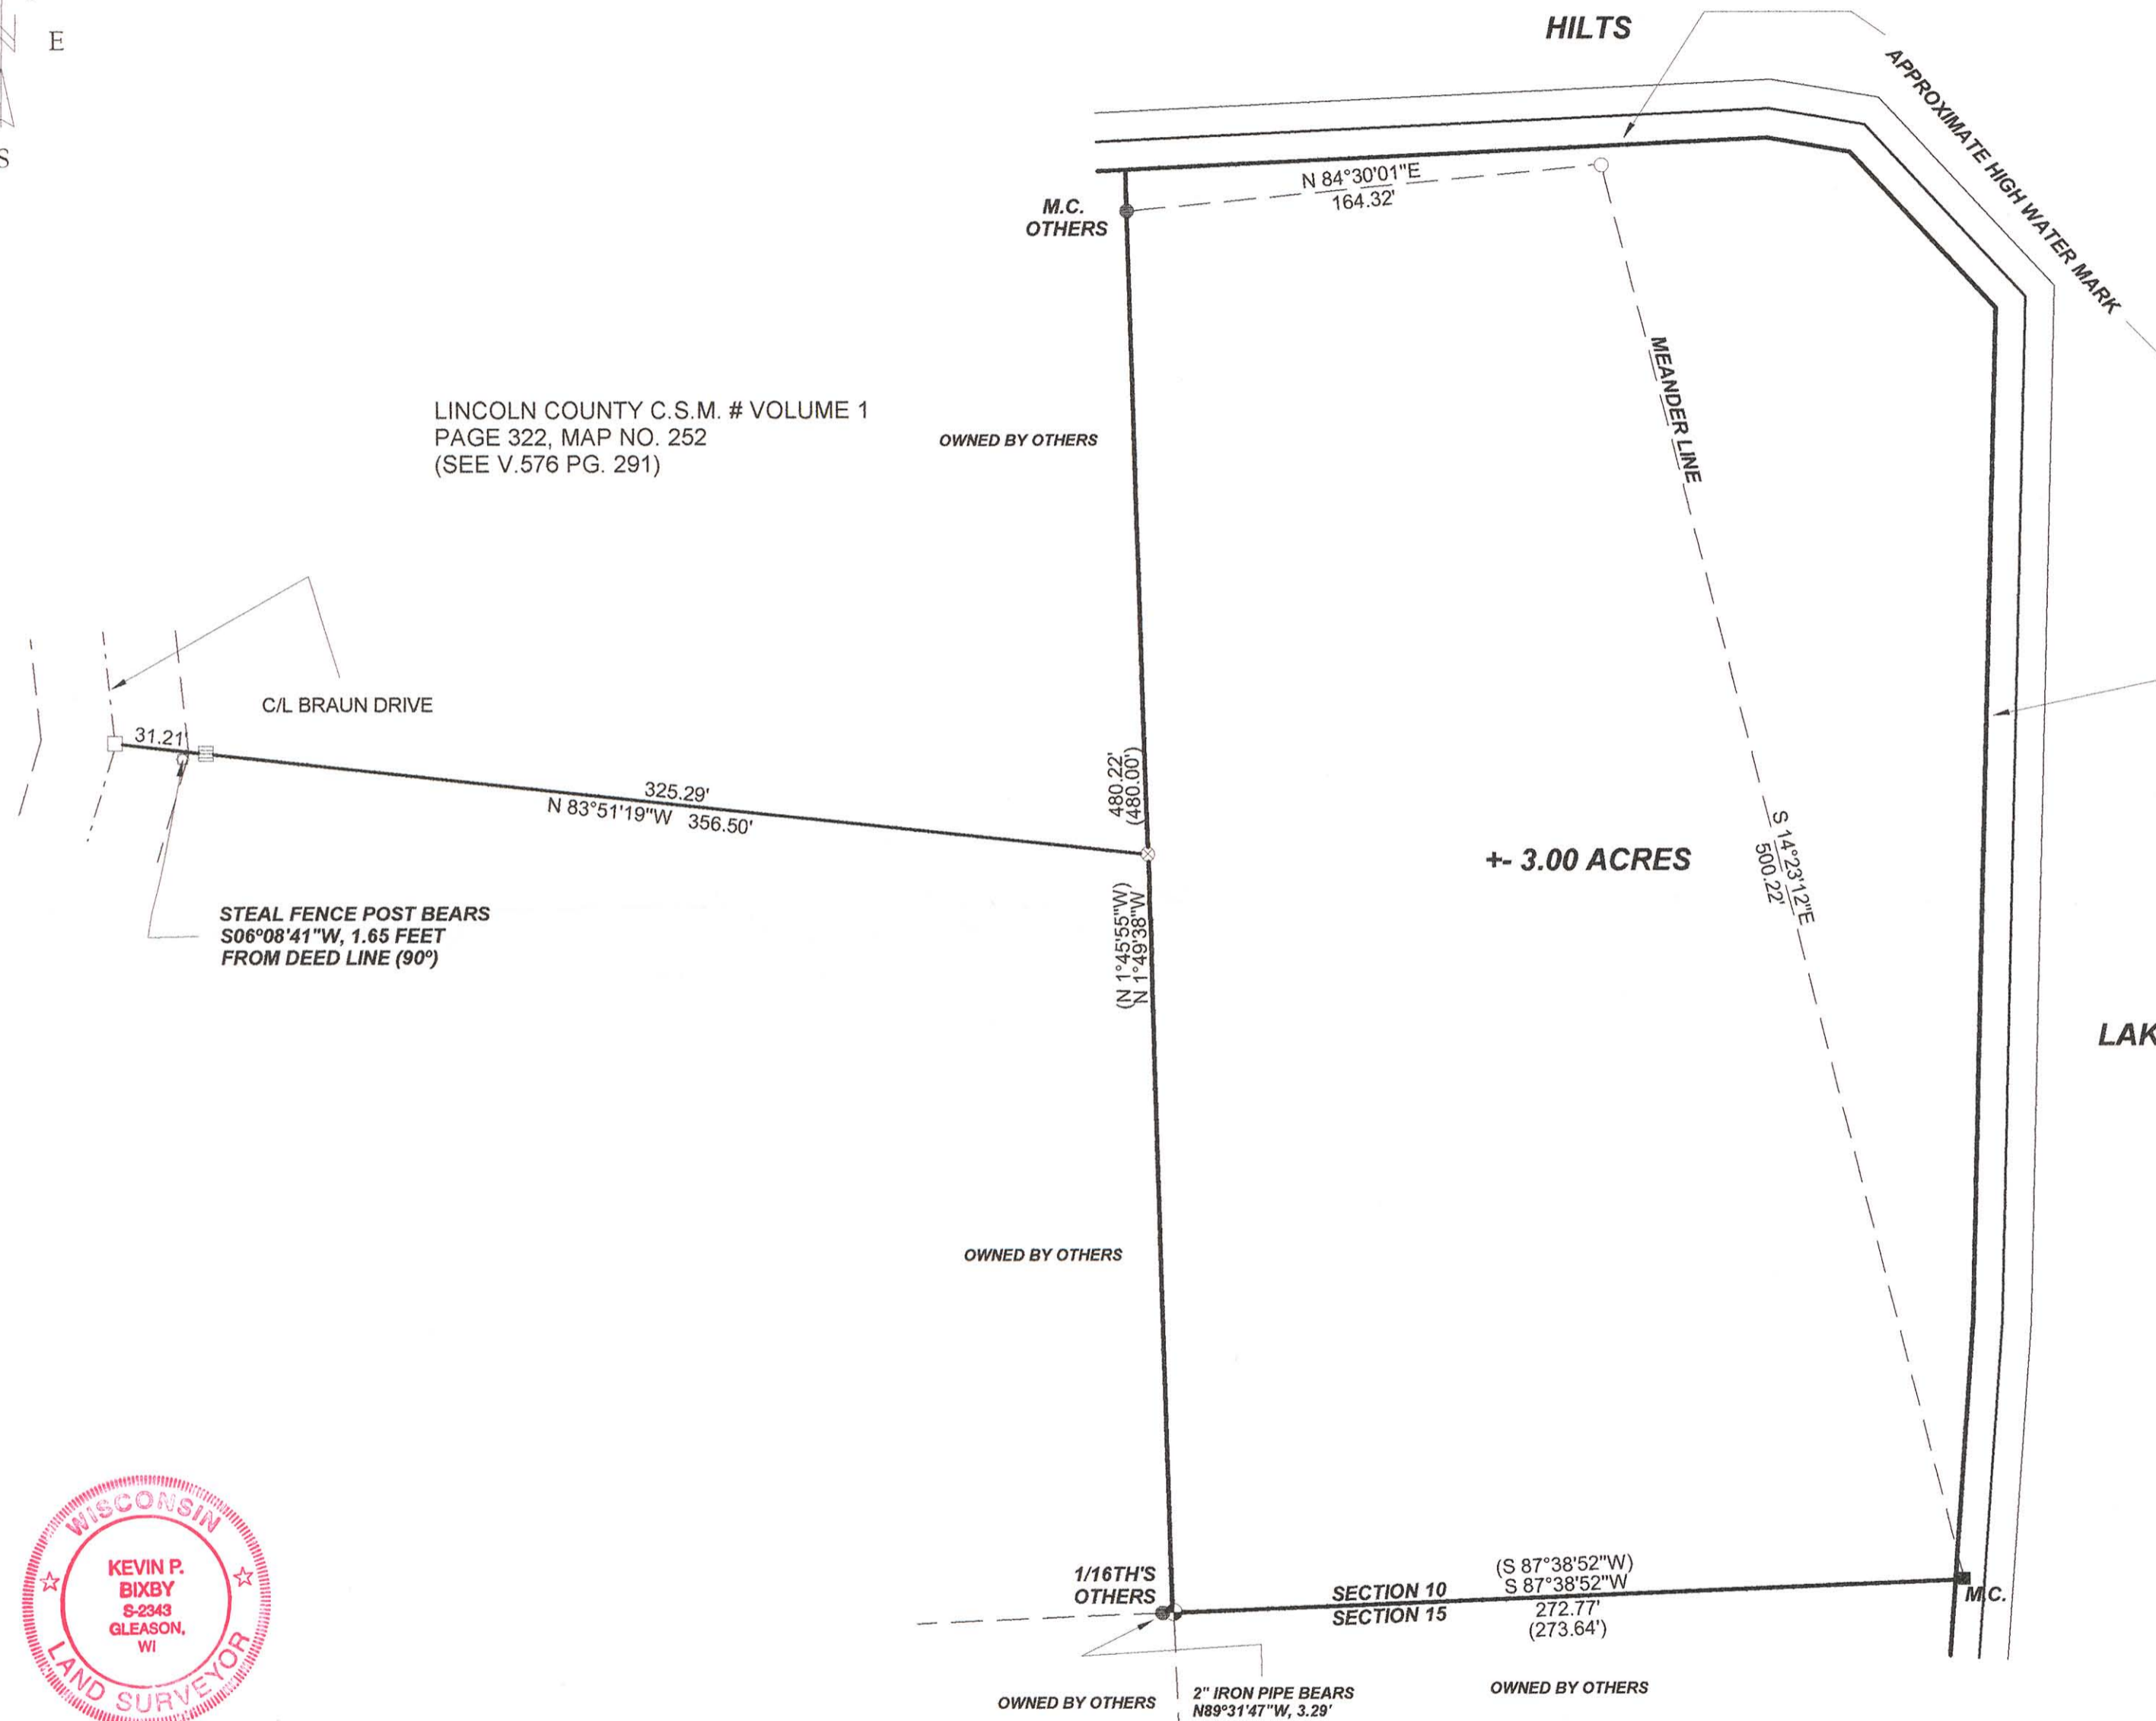 E
S
HILTS
APPROXIMATE HIGH WATER MARK
N 84°30'01"E
164.32'
M.C.
OTHERS
MEANDER LINE
LINCOLN COUNTY C.S.M. # VOLUME 1
PAGE 322, MAP NO. 252
(SEE V.576 PG. 291)
OWNED BY OTHERS
C/L BRAUN DRIVE
31.21'
325.29'
N 83°51'19"W 356.50'
480.22'
(480.00')
+- 3.00 ACRES
S 14°23'12"E
500.22'
STEAL FENCE POST BEARS
S06°08'41"W, 1.65 FEET
FROM DEED LINE (90°)
(N 1°45'55"W)
N 1°49'38"W
LAK
OWNED BY OTHERS
1/16TH'S
OTHERS
SECTION 10
SECTION 15
(S 87°38'52"W)
S 87°38'52"W
272.77'
(273.64')
M.C.
OWNED BY OTHERS
2" IRON PIPE BEARS
N89°31'47"W, 3.29'
OWNED BY OTHERS
WISCONSIN
KEVIN P.
BIXBY
S-2343
GLEASON,
WI
LAND SURVEYOR